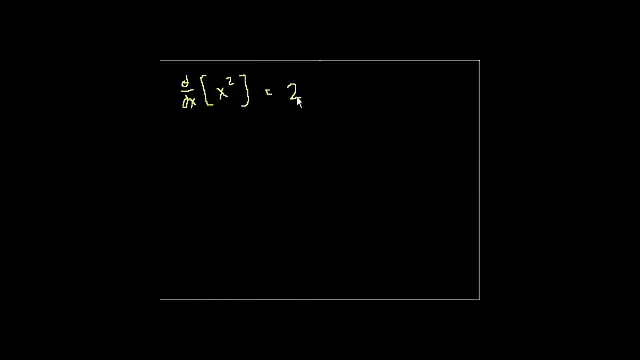 d/dx [x²] = 2